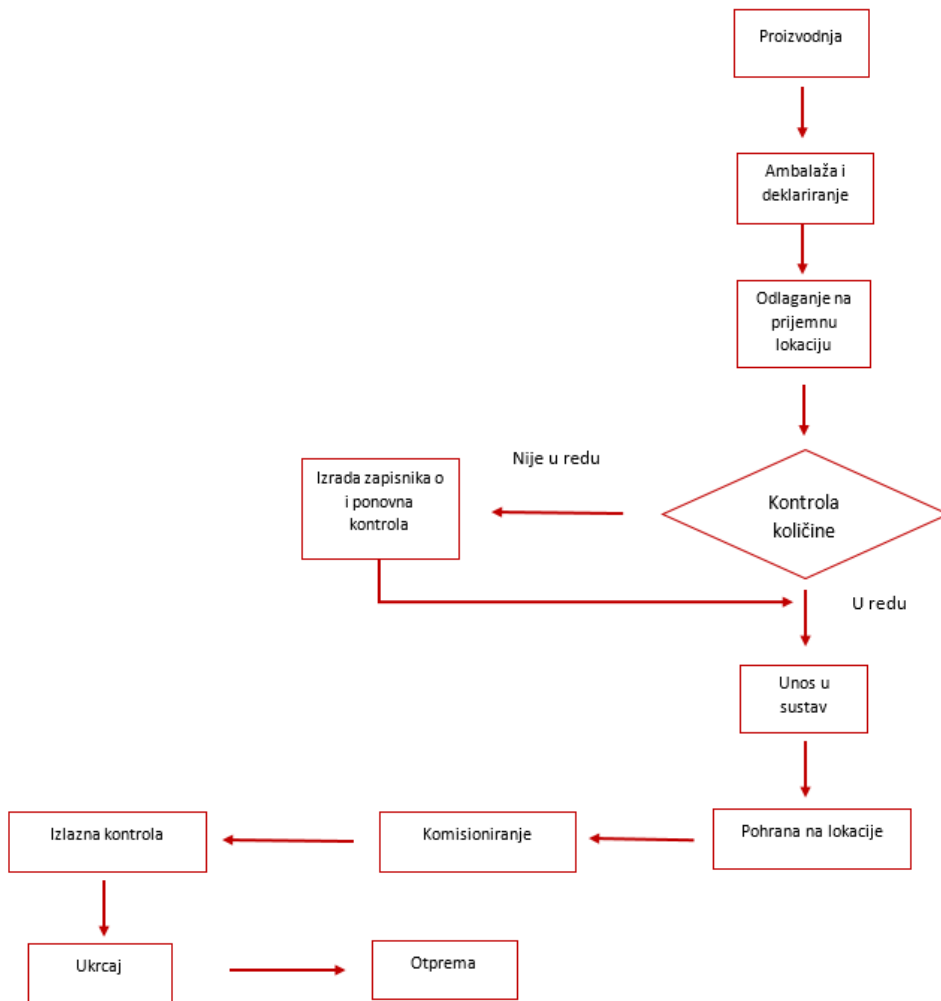 Proizvodnja
Ambalaža i
deklariranje
Odlaganje na
prijemnu
lokaciju
Nije u redu
Izrada zapisnika o
i ponovna
kontrola
Kontrola
količine
U redu
Unos u
sustav
Pohrana na lokacije
Komisioniranje
Izlazna kontrola
Ukrcaj
Otprema